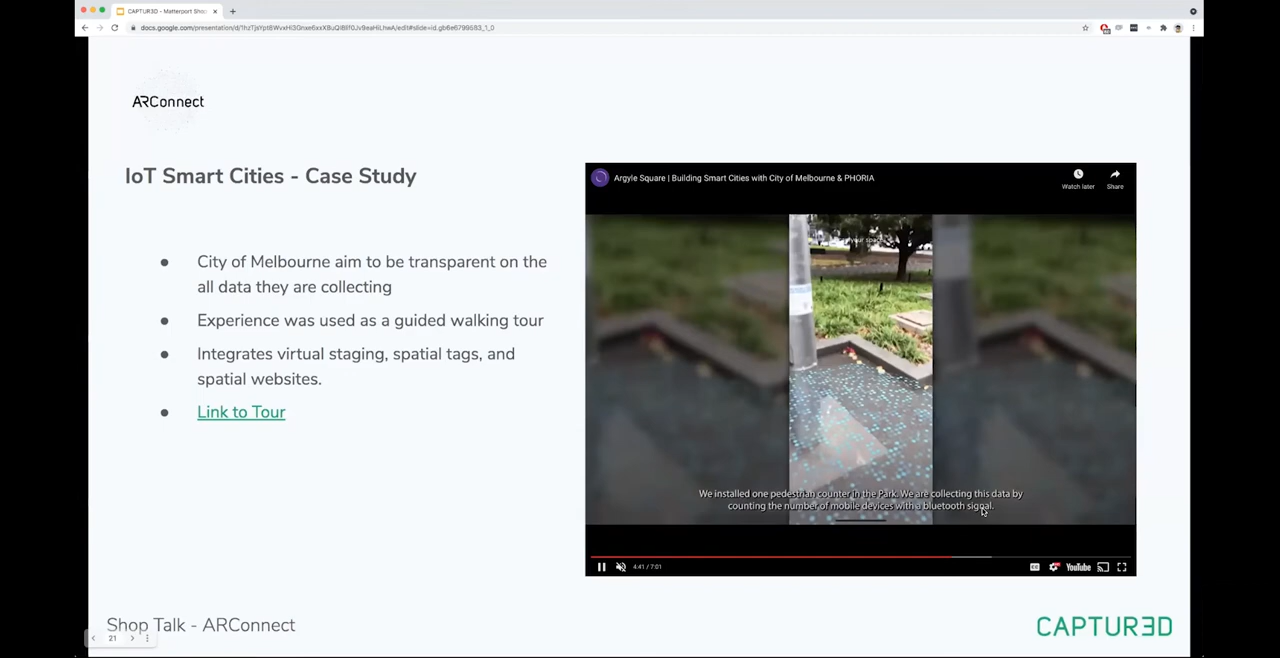 CAPTUR3D - Matterport Shop
ARConnect
IoT Smart Cities - Case Study
City of Melbourne aim to be transparent on the
all data they are collecting
Experience was used as a guided walking tour
Integrates virtual staging, spatial tags, and
spatial websites.
Link to Tour
Argyle Square | Building Smart Cities with City of Melbourne & PHORIA
Watch later
Share
We installed one pedestrian counter in the Park. We are collecting this data by
counting the number of mobile devices with a bluetooth signal.
4:41 / 7:01
YouTube
Shop Talk - ARConnect
21
CAPTUR3D